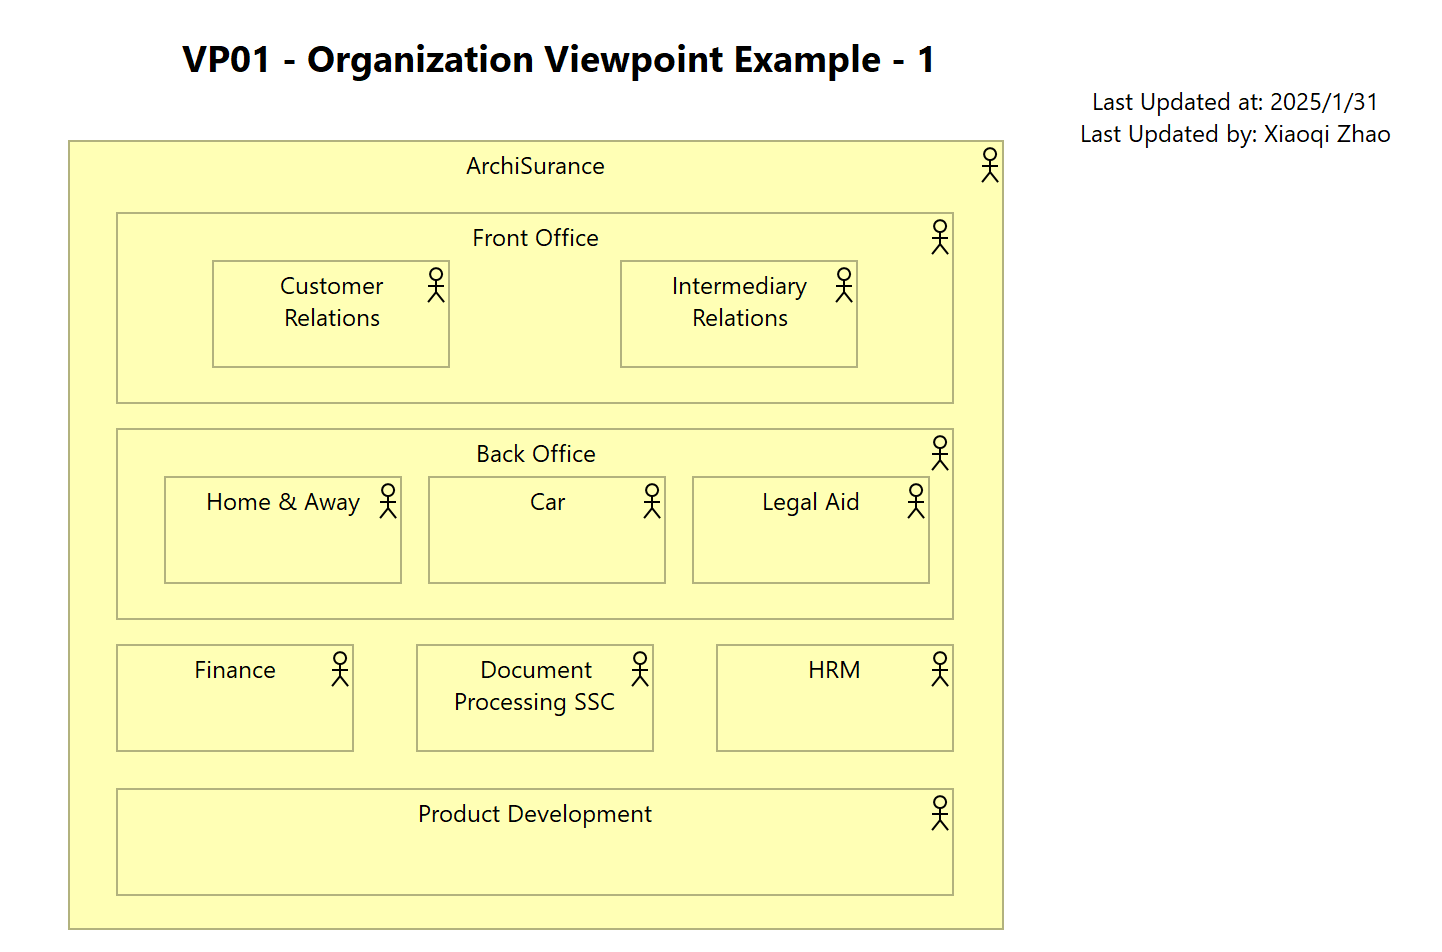 VP01 - Organization Viewpoint Example - 1
Last Updated at: 2025/1/31
Last Updated by: Xiaoqi Zhao
ArchiSurance
Front Office
Customer
Relations
Intermediary
Relations
Back Office
Home & Away
Car
Legal Aid
Finance
Document
Processing SSC
HRM
Product Development